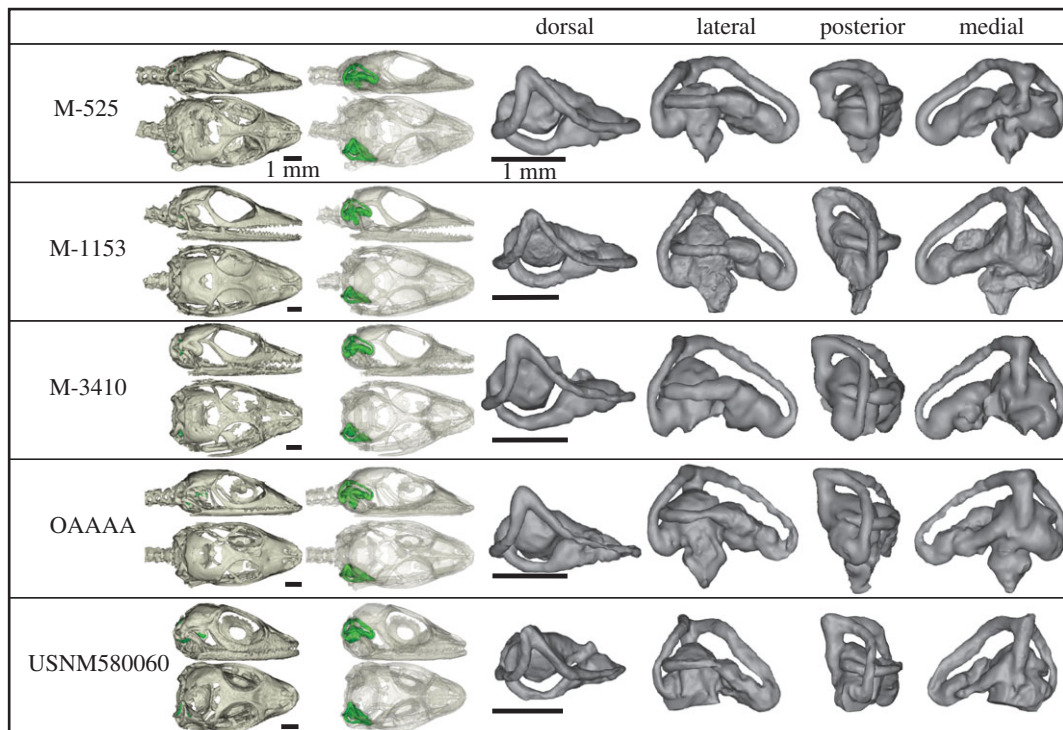 dorsal lateral posterior medial
M-525
1 mm 1 mm
M-1153
M-3410
OAAAA
USNM580060